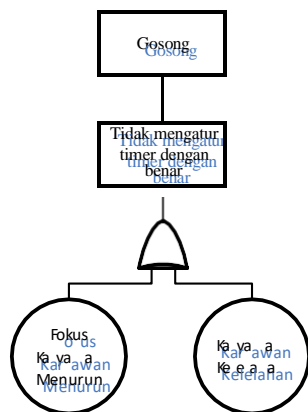 Gosong
Tidak mengatur
timer dengan
benar
Fokus
Karyawan
Menurun
Karyawan
Kelelahan